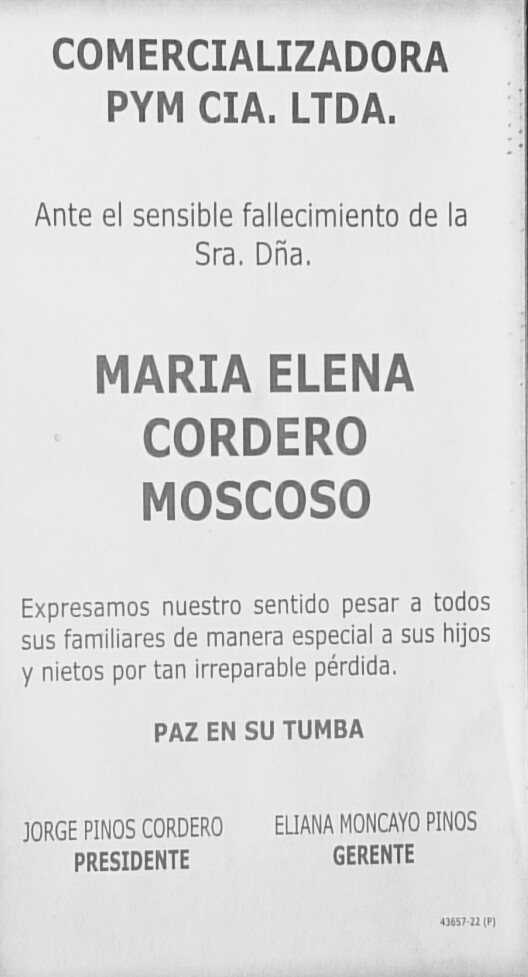 COMERCIALIZADORA
PYM CIA. LTDA.
Ante el sensible fallecimiento de la
Sra. Dña.
MARIA ELENA
CORDERO
MOSCOSO
Expresamos nuestro sentido pesar a todos
sus familiares de manera especial a sus hijos
y nietos por tan irreparable pérdida.
PAZ EN SU TUMBA
JORGE PINOS CORDERO
PRESIDENTE
ELIANA MONCAYO PINOS
GERENTE
43657-22 (P)